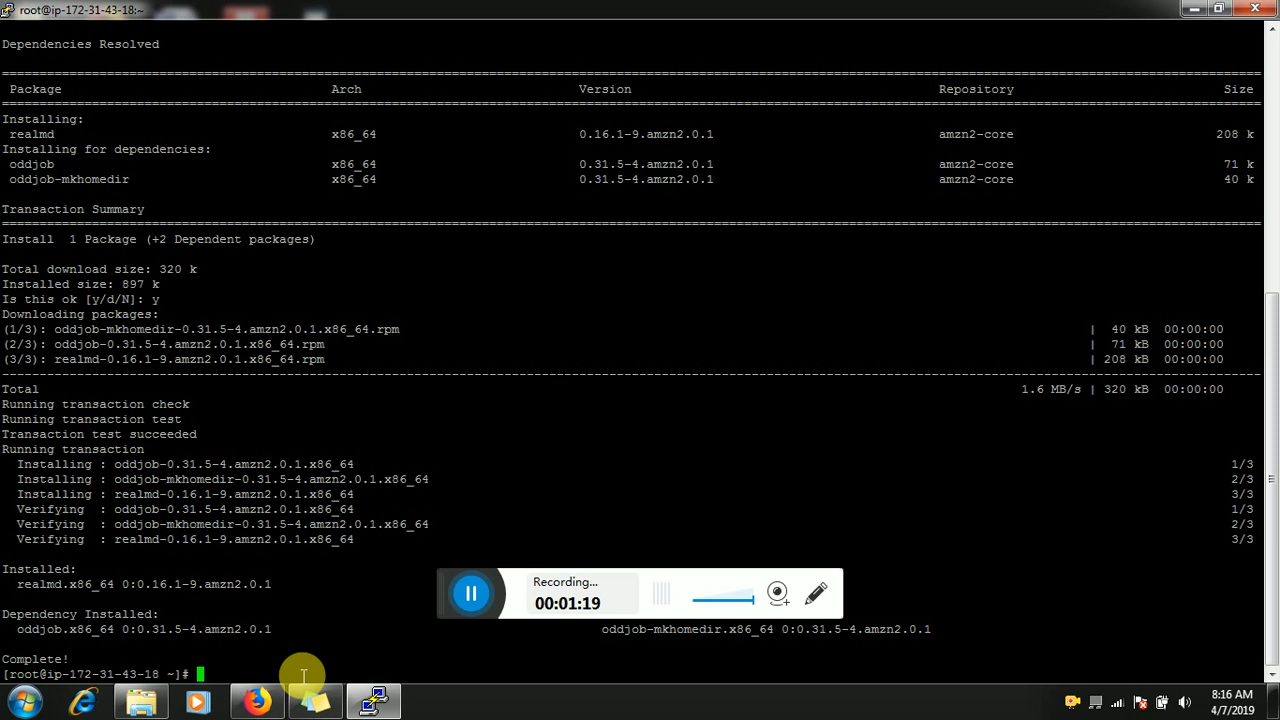 root@ip-172-31-43-18:~
Dependencies Resolved
================================================================================
Package Arch Version Repository Size
================================================================================
Installing:
realmd x86_64 0.16.1-9.amzn2.0.1 amzn2-core 208 k
Installing for dependencies:
oddjob x86_64 0.31.5-4.amzn2.0.1 amzn2-core 71 k
oddjob-mkhomedir x86_64 0.31.5-4.amzn2.0.1 amzn2-core 40 k
Transaction Summary
================================================================================
Install 1 Package (+2 Dependent packages)
Total download size: 320 k
Installed size: 897 k
Is this ok [y/d/N]: y
Downloading packages:
(1/3): oddjob-mkhomedir-0.31.5-4.amzn2.0.1.x86_64.rpm | 40 kB 00:00:00
(2/3): oddjob-0.31.5-4.amzn2.0.1.x86_64.rpm | 71 kB 00:00:00
(3/3): realmd-0.16.1-9.amzn2.0.1.x86_64.rpm | 208 kB 00:00:00
--------------------------------------------------------------------------------
Total 1.6 MB/s | 320 kB 00:00:00
Running transaction check
Running transaction test
Transaction test succeeded
Running transaction
Installing : oddjob-0.31.5-4.amzn2.0.1.x86_64 1/3
Installing : oddjob-mkhomedir-0.31.5-4.amzn2.0.1.x86_64 2/3
Installing : realmd-0.16.1-9.amzn2.0.1.x86_64 3/3
Verifying : oddjob-0.31.5-4.amzn2.0.1.x86_64 1/3
Verifying : oddjob-mkhomedir-0.31.5-4.amzn2.0.1.x86_64 2/3
Verifying : realmd-0.16.1-9.amzn2.0.1.x86_64 3/3
Installed:
realmd.x86_64 0:0.16.1-9.amzn2.0.1
Recording...
00:01:19
Dependency Installed:
oddjob.x86_64 0:0.31.5-4.amzn2.0.1 oddjob-mkhomedir.x86_64 0:0.31.5-4.amzn2.0.1
Complete!
[root@ip-172-31-43-18 ~]#
8:16 AM
4/7/2019